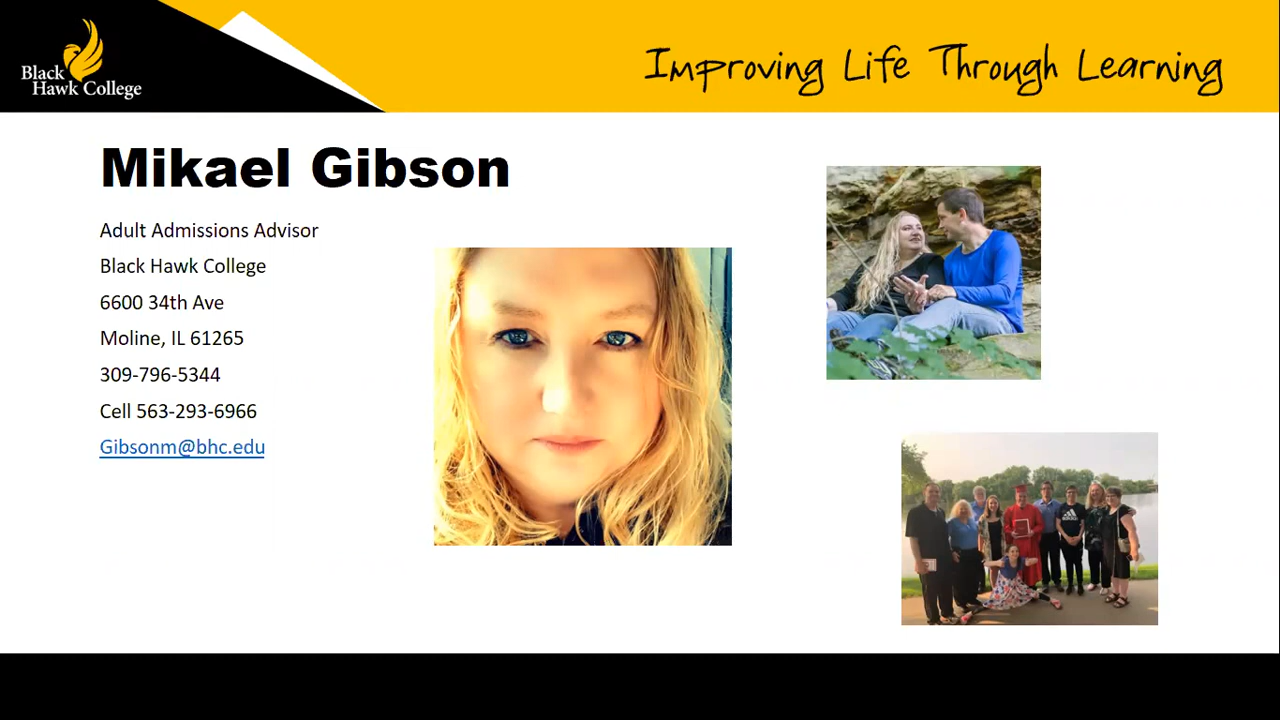 Black
Hawk College
Improving Life Through Learning
Mikael Gibson
Adult Admissions Advisor
Black Hawk College
6600 34th Ave
Moline, IL 61265
309-796-5344
Cell 563-293-6966
Gibsonm@bhc.edu